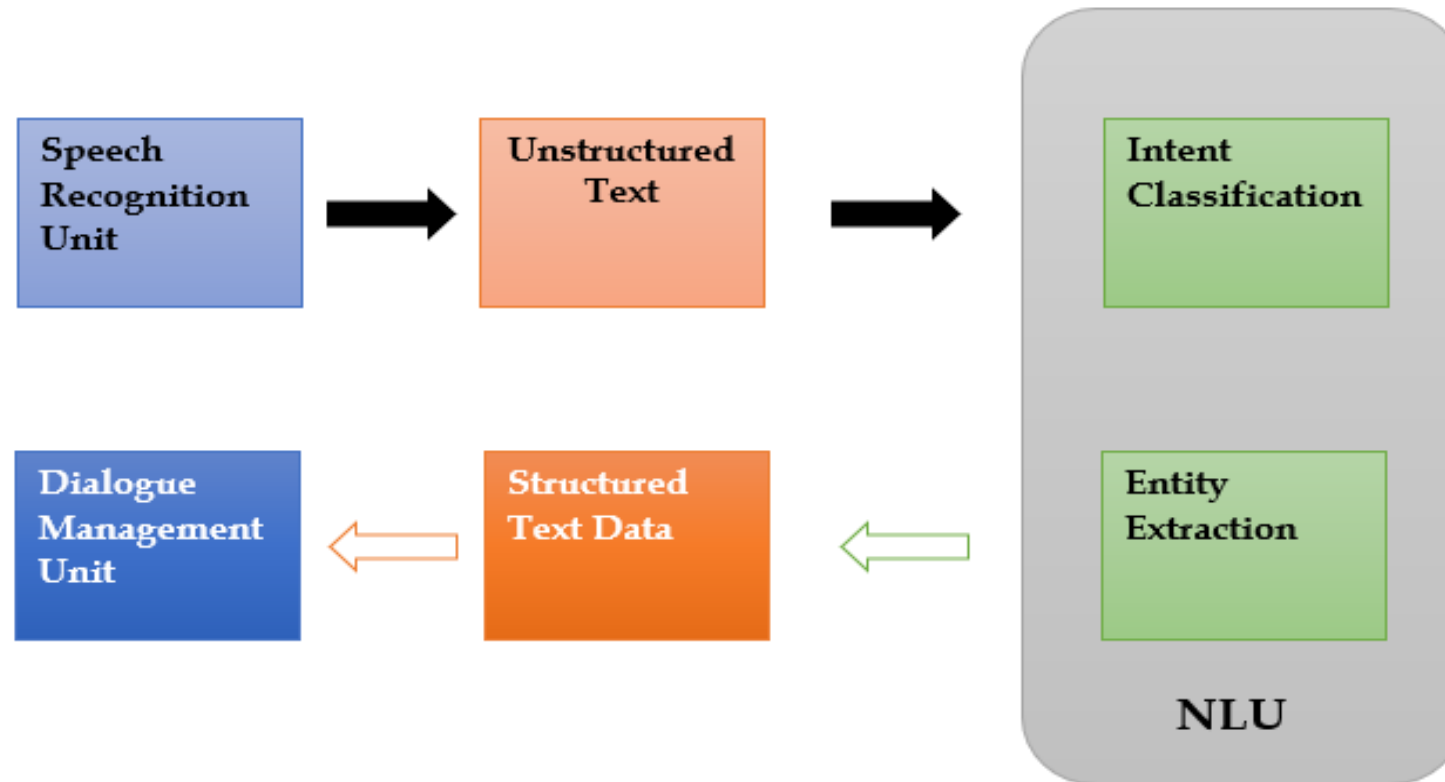 Speech
Recognition
Unit
Unstructured
Text
Intent
Classification
Dialogue
Management
Unit
Structured
Text Data
Entity
Extraction
NLU